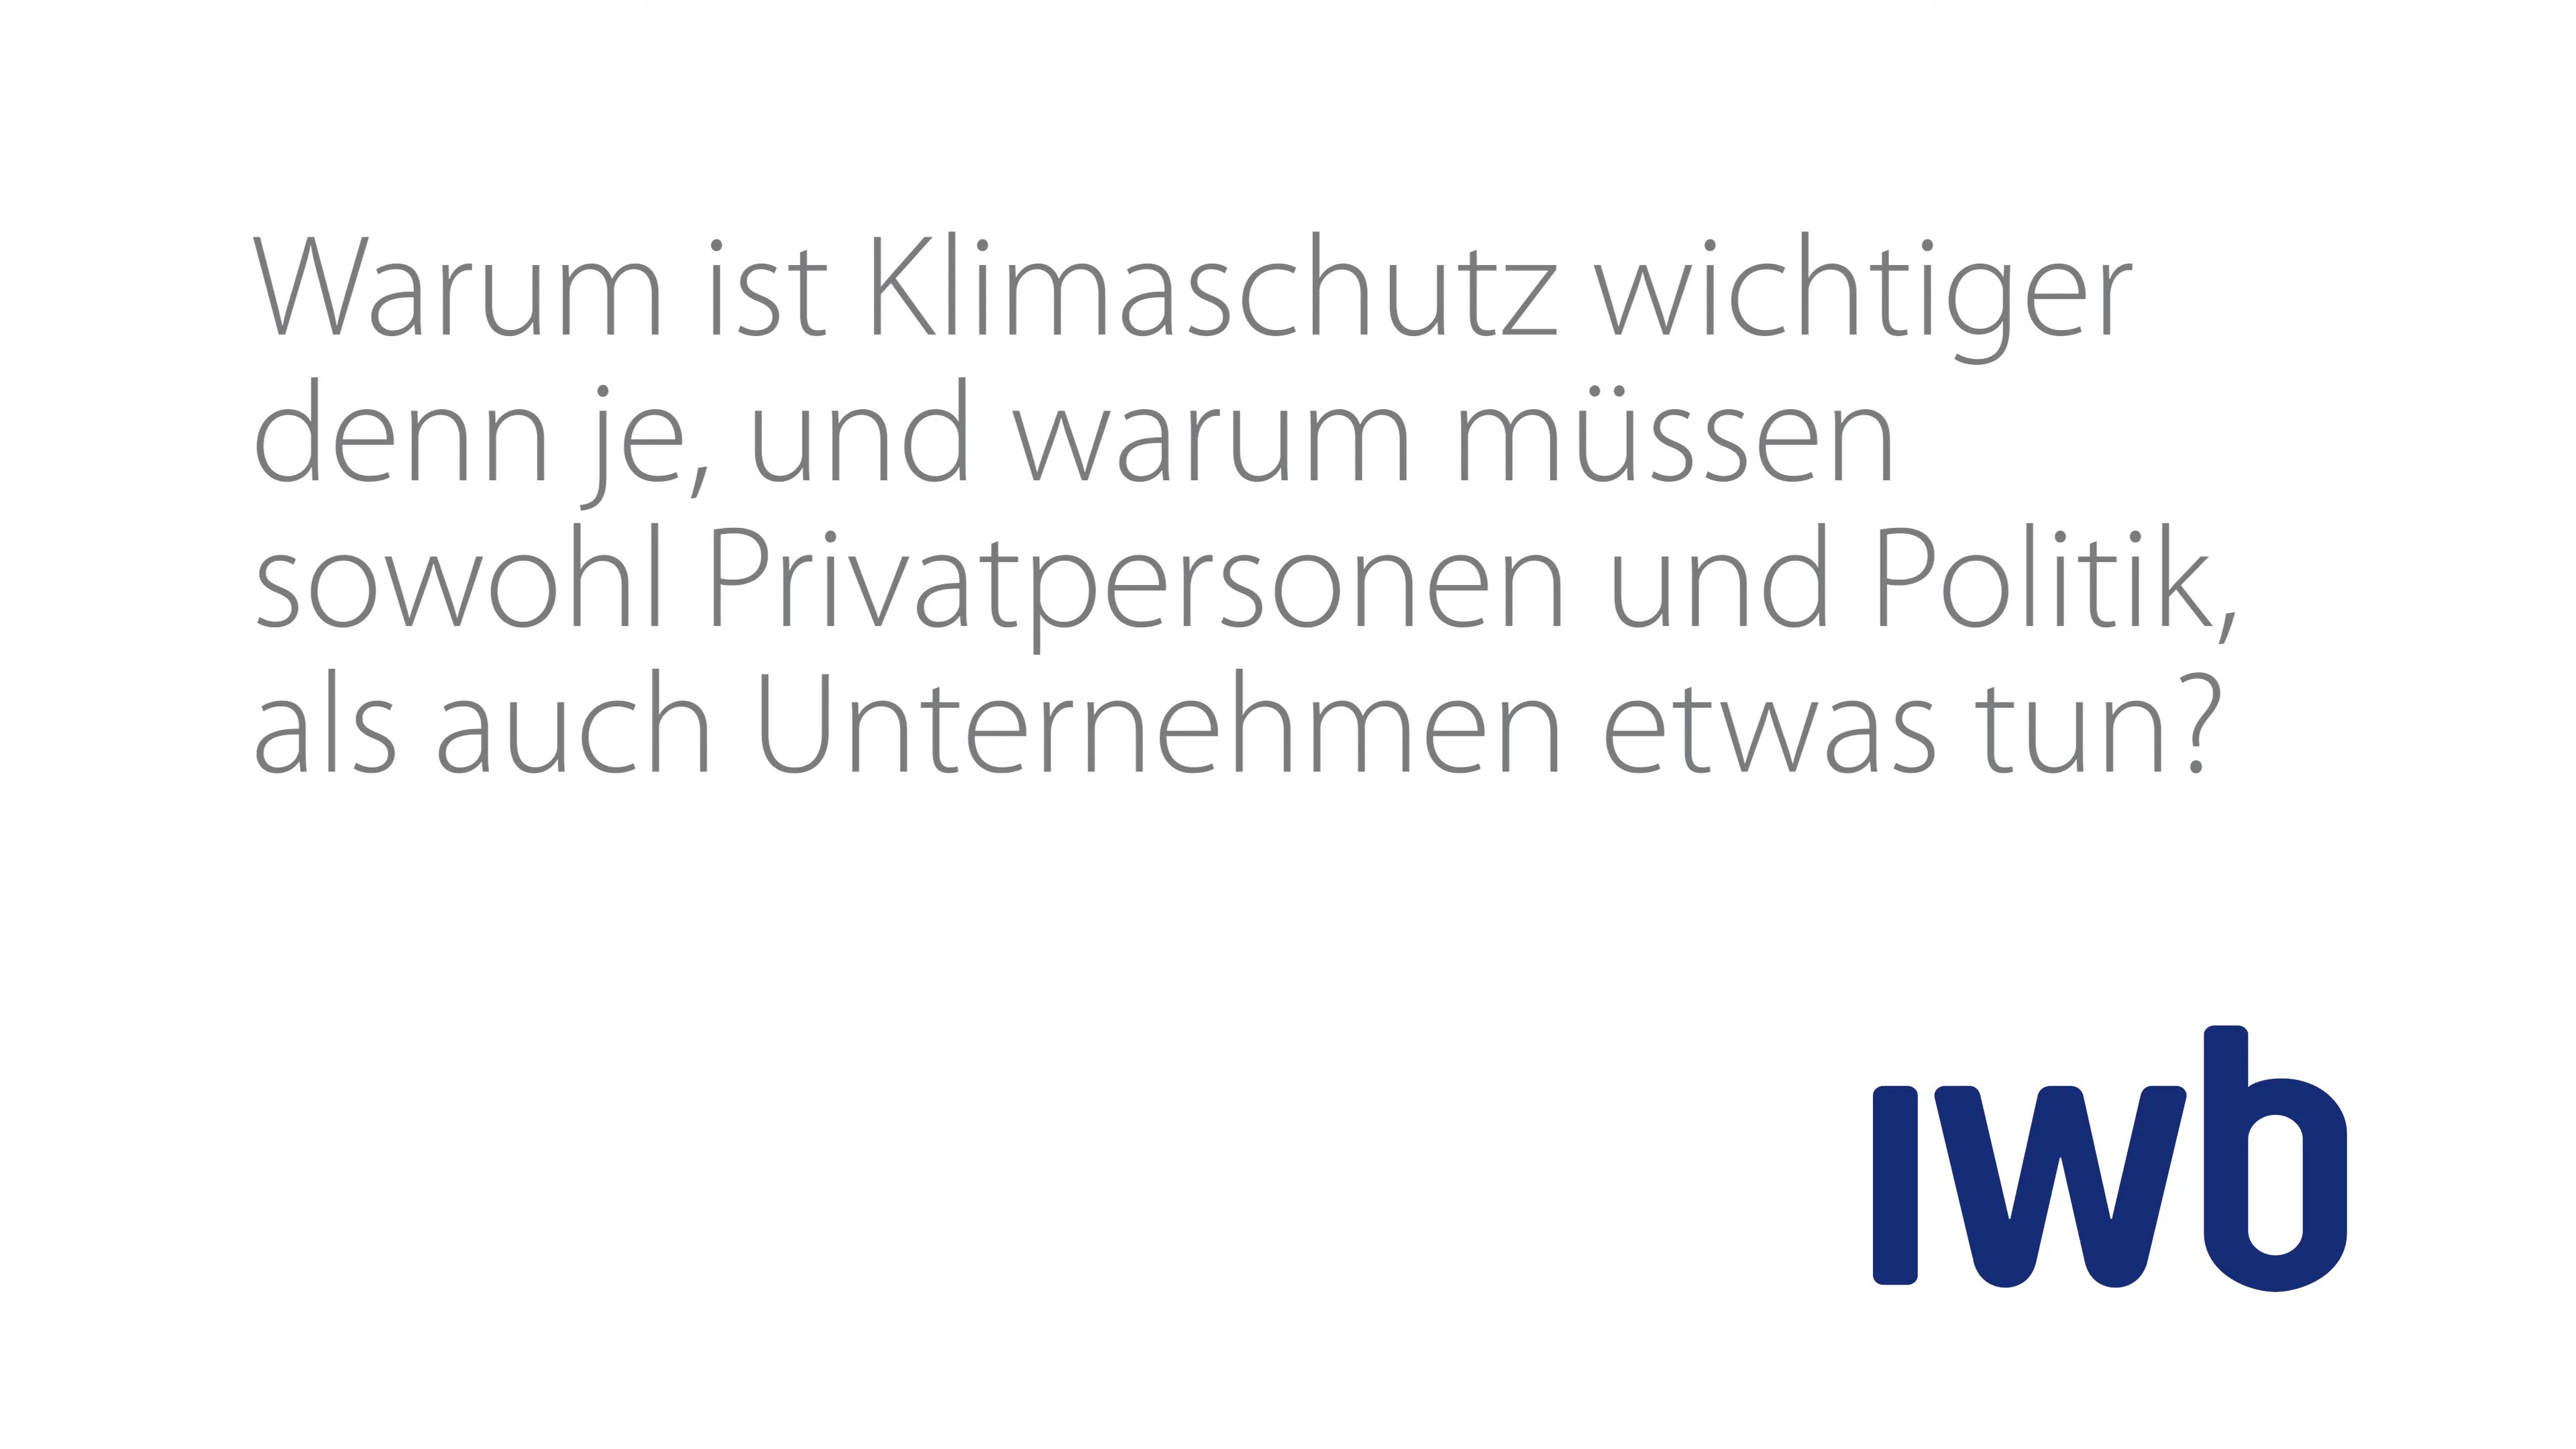 Warum ist Klimaschutz wichtiger
denn je, und warum müssen
sowohl Privatpersonen und Politik,
als auch Unternehmen etwas tun?
iwb